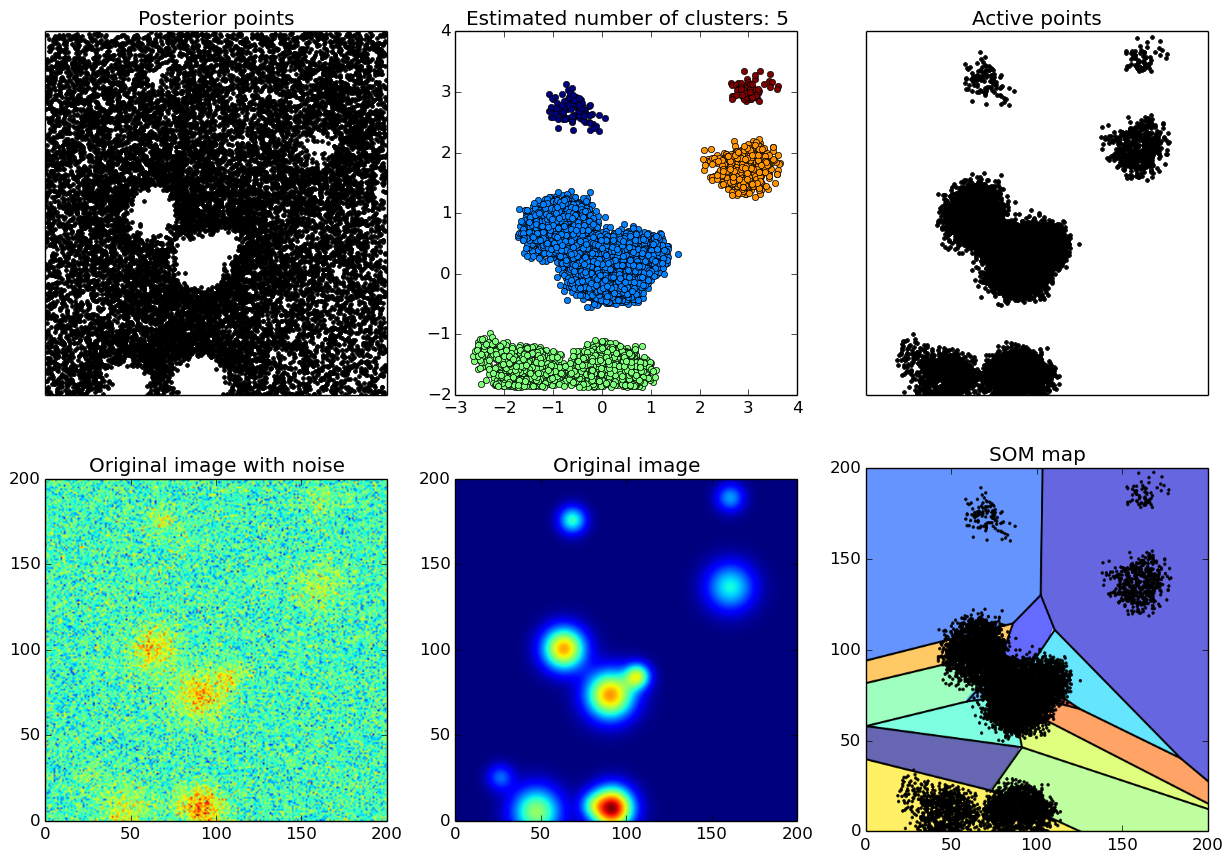 Posterior points
Estimated number of clusters: 5
Active points
4
3
2
1
0
−1
−2
−3 −2 −1 0 1 2 3 4
Original image with noise
Original image
SOM map
200
150
100
50
0
0 50 100 150 200
200
150
100
50
0
0 50 100 150 200
200
150
100
50
0
0 50 100 150 200